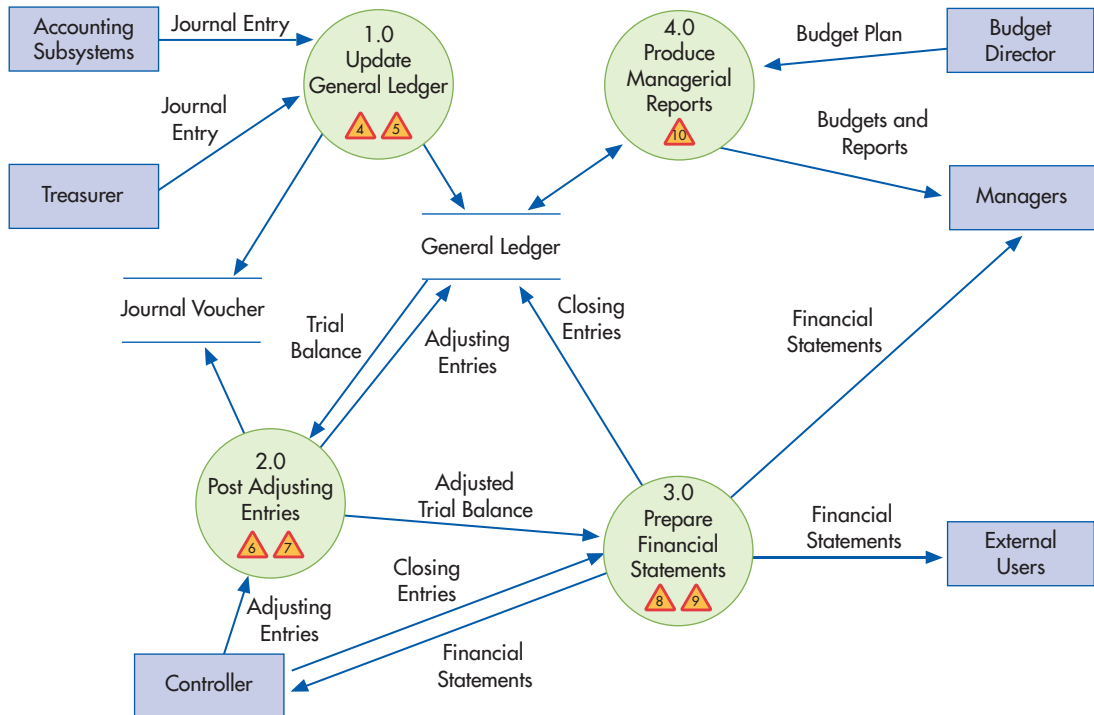 Accounting
Subsystems
Journal Entry
1.0
Update
General Ledger
4
5
4.0
Produce
Managerial
Reports
10
Budget Plan
Budget
Director
Journal
Entry
Treasurer
Budgets and
Reports
Managers
General Ledger
Journal Voucher
Trial
Balance
Adjusting
Entries
Closing
Entries
Financial
Statements
2.0
Post Adjusting
Entries
6
7
Adjusted
Trial Balance
3.0
Prepare
Financial
Statements
8
9
Financial
Statements
External
Users
Adjusting
Entries
Closing
Entries
Financial
Statements
Controller